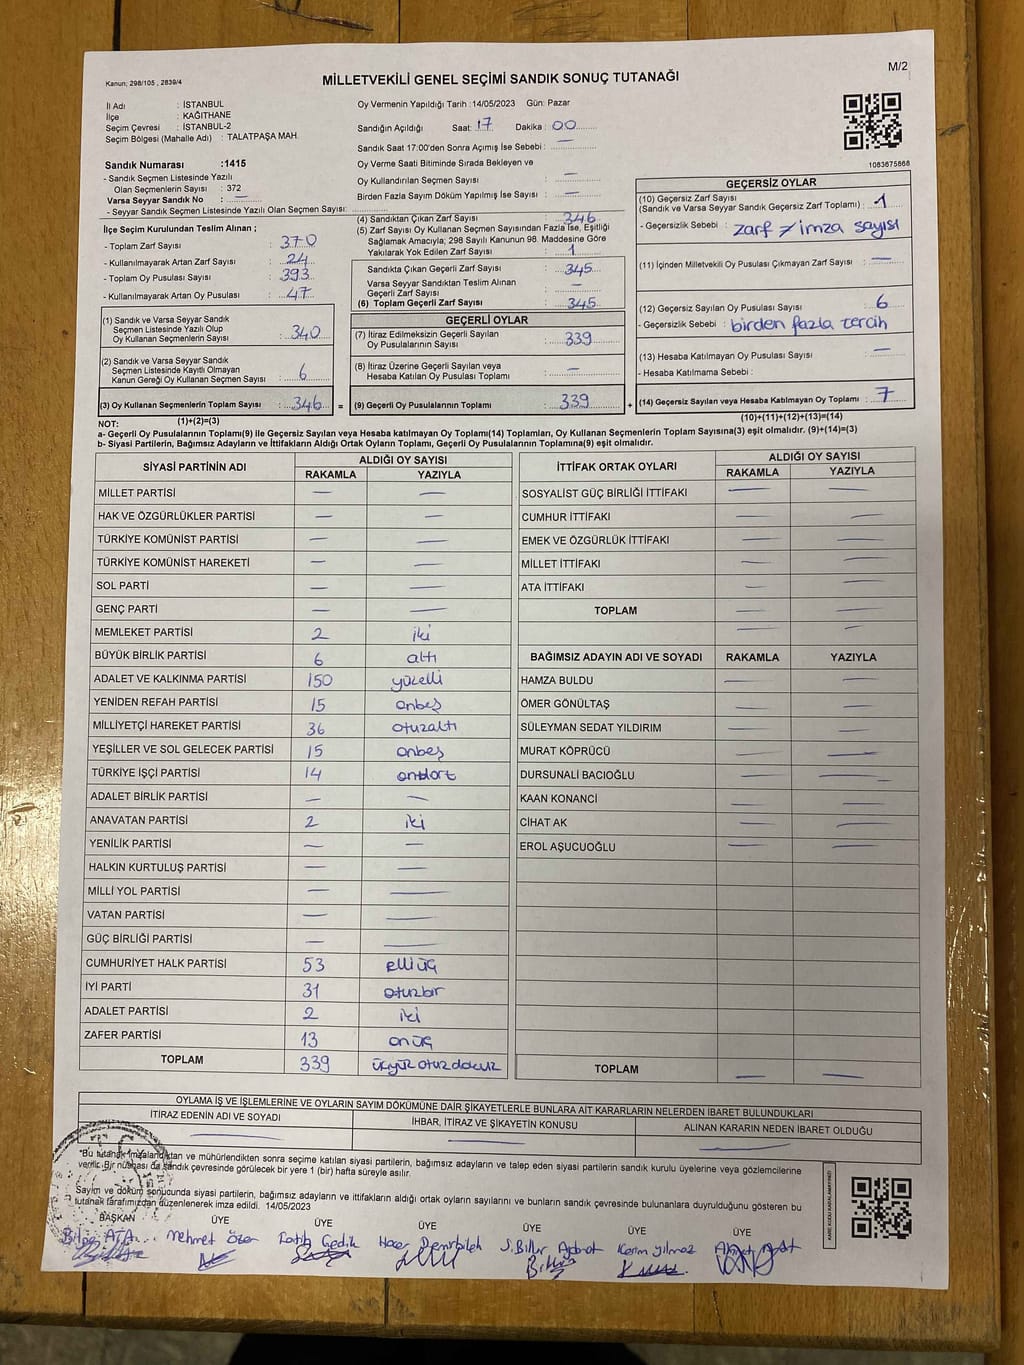 M/2
Kanun; 298/105 , 2839/4
MİLLETVEKİLİ GENEL SEÇİMİ SANDIK SONUÇ TUTANAĞI
İl Adı : İSTANBUL
İlçe : KAĞITHANE
Seçim Çevresi : İSTANBUL-2
Seçim Bölgesi (Mahalle Adı) : TALATPAŞA MAH.
Oy Vermenin Yapıldığı Tarih : 14/05/2023 Gün: Pazar
Sandığın Açıldığı Saat: 17 Dakika : 00
Sandık Saat 17:00'den Sonra Açımış İse Sebebi : —
Oy Verme Saati Bitiminde Sırada Bekleyen ve
Oy Kullandırılan Seçmen Sayısı : —
Birden Fazla Sayım Döküm Yapılmış İse Sayısı : —
1083675868
Sandık Numarası :1415
- Sandık Seçmen Listesinde Yazılı
Olan Seçmenlerin Sayısı : 372
Varsa Seyyar Sandık No : —
- Seyyar Sandık Seçmen Listesinde Yazılı Olan Seçmen Sayısı:
İlçe Seçim Kurulundan Teslim Alınan ;
- Toplam Zarf Sayısı : 370
- Kullanılmayarak Artan Zarf Sayısı : 24
- Toplam Oy Pusulası Sayısı : 393
- Kullanılmayarak Artan Oy Pusulası : 47
(1) Sandık ve Varsa Seyyar Sandık
Seçmen Listesinde Yazılı Olup
Oy Kullanan Seçmenlerin Sayısı : 340
(2) Sandık ve Varsa Seyyar Sandık
Seçmen Listesinde Kayıtlı Olmayan
Kanun Gereği Oy Kullanan Seçmen Sayısı : 6
(3) Oy Kullanan Seçmenlerin Toplam Sayısı : 346 =
(1)+(2)=(3)
(4) Sandıktan Çıkan Zarf Sayısı : 346
(5) Zarf Sayısı Oy Kullanan Seçmen Sayısından Fazla İse, Eşitliği
Sağlamak Amacıyla; 298 Sayılı Kanunun 98. Maddesine Göre
Yakılarak Yok Edilen Zarf Sayısı : 1
Sandıkta Çıkan Geçerli Zarf Sayısı : 345
Varsa Seyyar Sandıktan Teslim Alınan
Geçerli Zarf Sayısı : —
(6) Toplam Geçerli Zarf Sayısı : 345
GEÇERLİ OYLAR
(7) İtiraz Edilmeksizin Geçerli Sayılan
Oy Pusulalarının Sayısı : 339
(8) İtiraz Üzerine Geçerli Sayılan veya
Hesaba Katılan Oy Pusulası Toplamı : —
(9) Geçerli Oy Pusulalarının Toplamı : 339 +
GEÇERSİZ OYLAR
(10) Geçersiz Zarf Sayısı
(Sandık ve Varsa Seyyar Sandık Geçersiz Zarf Toplamı) : 1
- Geçersizlik Sebebi : zarf ≠ imza sayısı
(11) İçinden Milletvekili Oy Pusulası Çıkmayan Zarf Sayısı : —
(12) Geçersiz Sayılan Oy Pusulası Sayısı : 6
- Geçersizlik Sebebi : birden fazla tercih
(13) Hesaba Katılmayan Oy Pusulası Sayısı : —
- Hesaba Katılmama Sebebi :
(14) Geçersiz Sayılan veya Hesaba Katılmayan Oy Toplamı : 7
(10)+(11)+(12)+(13)=(14)
NOT:
a- Geçerli Oy Pusulalarının Toplamı(9) ile Geçersiz Sayılan veya Hesaba katılmayan Oy Toplamı(14) Toplamları, Oy Kullanan Seçmenlerin Toplam Sayısına(3) eşit olmalıdır. (9)+(14)=(3)
b- Siyasi Partilerin, Bağımsız Adayların ve İttifakların Aldığı Ortak Oyların Toplamı, Geçerli Oy Pusulalarının Toplamına(9) eşit olmalıdır.
SİYASİ PARTİNİN ADI ALDIĞI OY SAYISI
RAKAMLA YAZIYLA
MİLLET PARTİSİ — —
HAK VE ÖZGÜRLÜKLER PARTİSİ — —
TÜRKİYE KOMÜNİST PARTİSİ — —
TÜRKİYE KOMÜNİST HAREKETİ — —
SOL PARTİ — —
GENÇ PARTİ — —
MEMLEKET PARTİSİ 2 iki
BÜYÜK BİRLİK PARTİSİ 6 altı
ADALET VE KALKINMA PARTİSİ 150 yüzelli
YENİDEN REFAH PARTİSİ 15 onbeş
MİLLİYETÇİ HAREKET PARTİSİ 36 otuzaltı
YEŞİLLER VE SOL GELECEK PARTİSİ 15 onbeş
TÜRKİYE İŞÇİ PARTİSİ 14 ondört
ADALET BİRLİK PARTİSİ — —
ANAVATAN PARTİSİ 2 iki
YENİLİK PARTİSİ — —
HALKIN KURTULUŞ PARTİSİ — —
MİLLİ YOL PARTİSİ — —
VATAN PARTİSİ — —
GÜÇ BİRLİĞİ PARTİSİ — —
CUMHURİYET HALK PARTİSİ 53 elliüç
İYİ PARTİ 31 otuzbir
ADALET PARTİSİ 2 iki
ZAFER PARTİSİ 13 onüç
TOPLAM 339 üçyüz otuz dokuz
İTTİFAK ORTAK OYLARI ALDIĞI OY SAYISI
RAKAMLA YAZIYLA
SOSYALİST GÜÇ BİRLİĞİ İTTİFAKI — —
CUMHUR İTTİFAKI — —
EMEK VE ÖZGÜRLÜK İTTİFAKI — —
MİLLET İTTİFAKI — —
ATA İTTİFAKI — —
TOPLAM — —
— —
BAĞIMSIZ ADAYIN ADI VE SOYADI RAKAMLA YAZIYLA
HAMZA BULDU — —
ÖMER GÖNÜLTAŞ — —
SÜLEYMAN SEDAT YILDIRIM — —
MURAT KÖPRÜCÜ — —
DURSUNALİ BACIOĞLU — —
KAAN KONANCİ — —
CİHAT AK — —
EROL AŞUCUOĞLU — —
TOPLAM — —
OYLAMA İŞ VE İŞLEMLERİNE VE OYLARIN SAYIM DÖKÜMÜNE DAİR ŞİKAYETLERLE BUNLARA AİT KARARLARIN NELERDEN İBARET BULUNDUKLARI
İTİRAZ EDENİN ADI VE SOYADI İHBAR, İTİRAZ VE ŞİKAYETİN KONUSU ALINAN KARARIN NEDEN İBARET OLDUĞU
— — —
*Bu tutanak imzalandıktan ve mühürlendikten sonra seçime katılan siyasi partilerin, bağımsız adayların ve talep eden siyasi partilerin sandık kurulu üyelerine veya gözlemcilerine
verilir. Bir nüshası da sandık çevresinde görülecek bir yere 1 (bir) hafta süreyle asılır.
Sayım ve döküm sonucunda siyasi partilerin, bağımsız adayların ve ittifakların aldığı ortak oyların sayılarını ve bunların sandık çevresinde bulunanlara duyrulduğunu gösteren bu
tutanak tarafımızdan düzenlenerek imza edildi. 14/05/2023
BAŞKAN ÜYE ÜYE ÜYE ÜYE ÜYE ÜYE
Bilge ATA Mehmet Özer Fatih Gedik Hacer Demirbilek S.Billur Kerim Yılmaz Ahmet
T.C.